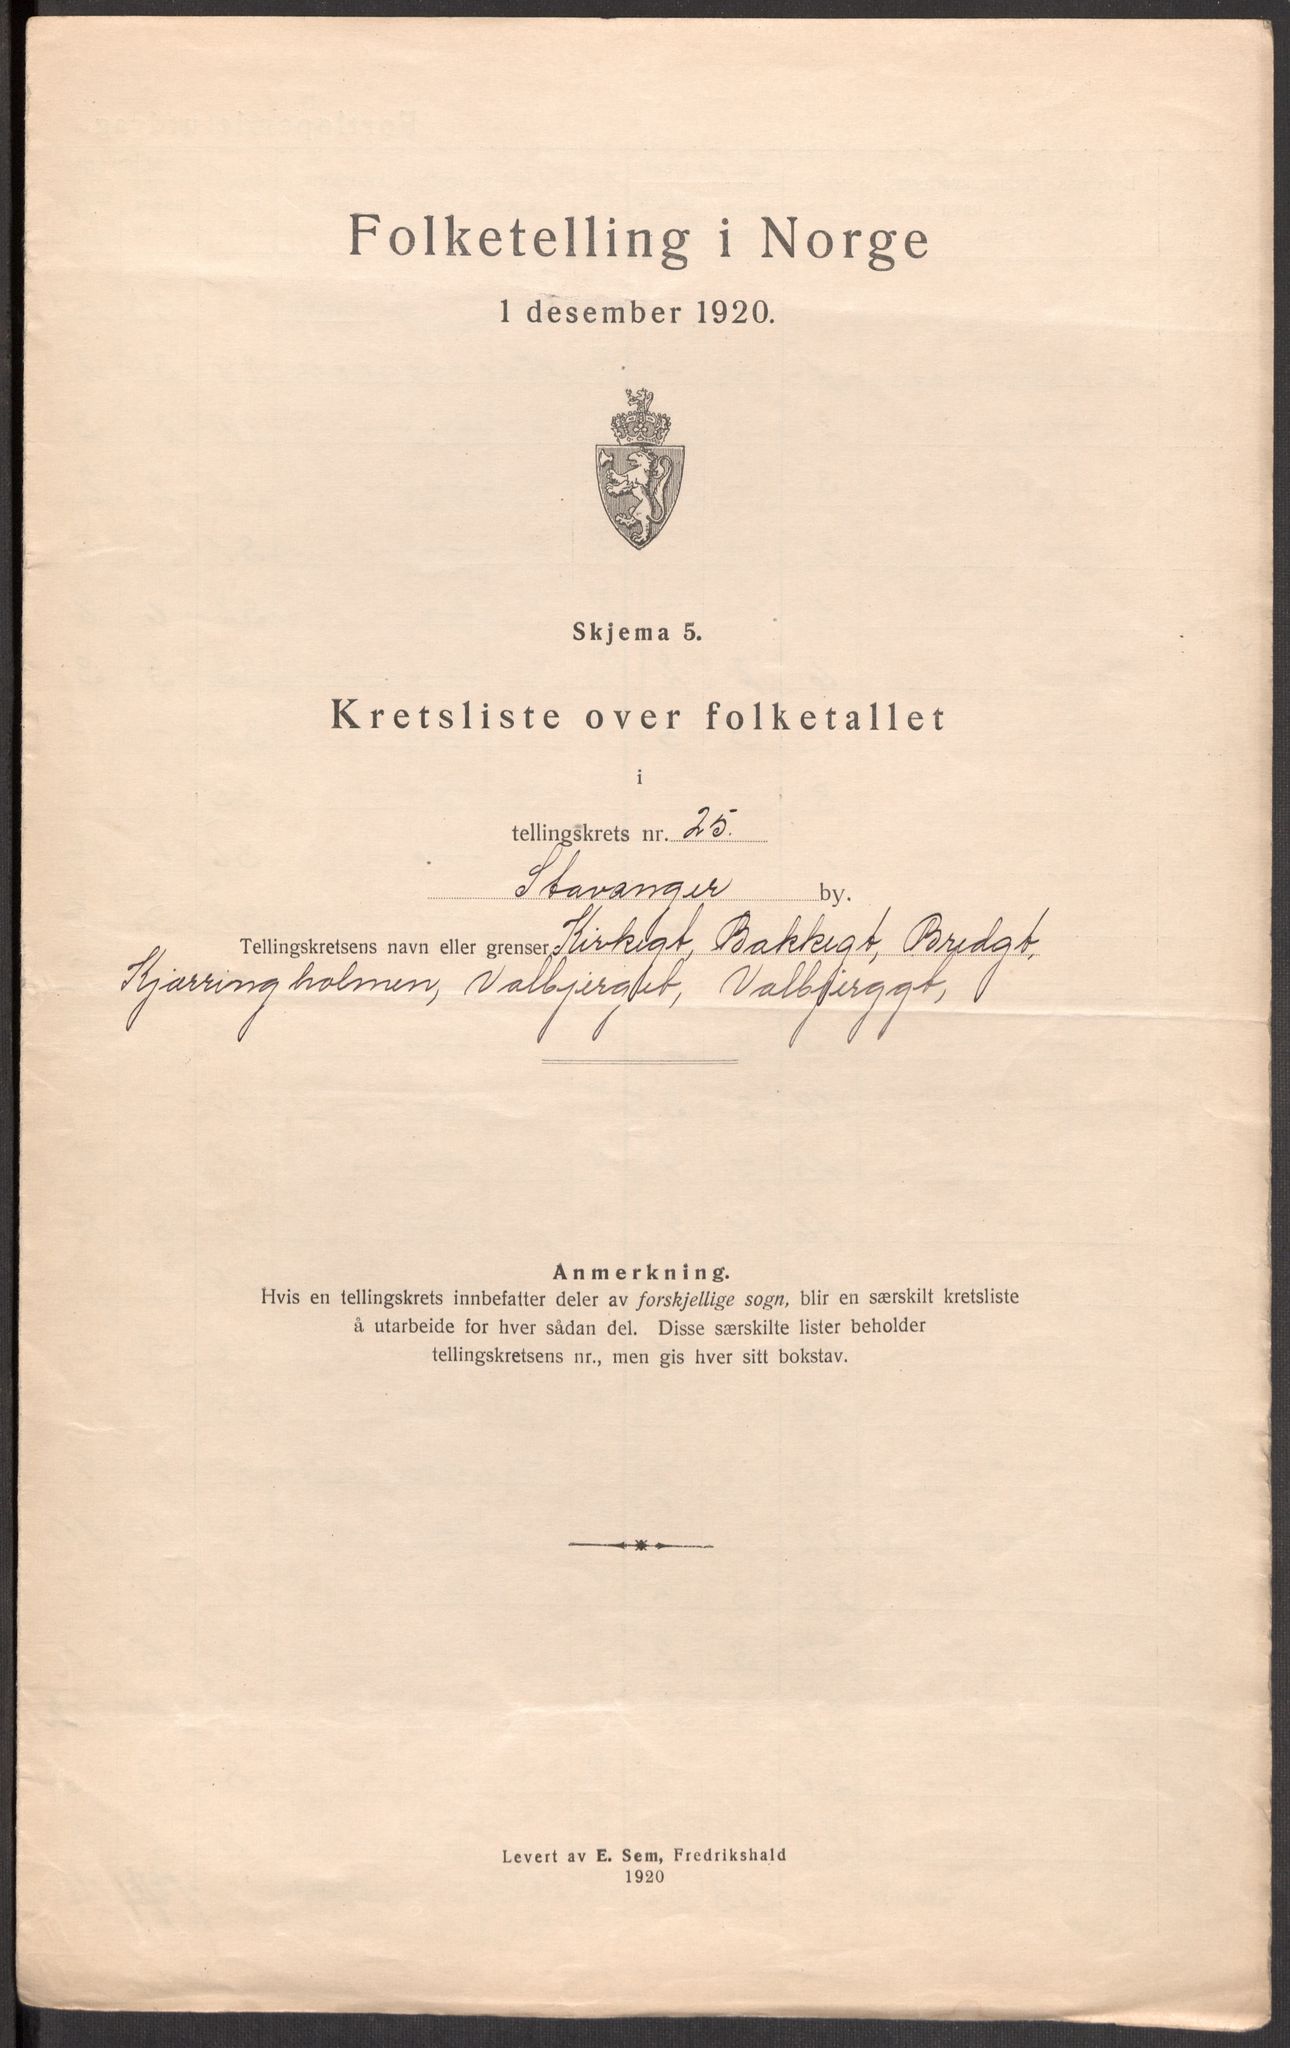 Folketelling i Norge
1 desember 1920.
Skjema 5.
Kretsliste over folketallet
i
tellingskrets nr. 25.
Stavanger by.
Tellingskretsens navn eller grenser Kirkegt, Bakkegt, Bredgt,
Kjærringholmen, Valbjerget, Valbjerggt,
Anmerkning.
Hvis en tellingskrets innbefatter deler av forskjellige sogn, blir en særskilt kretsliste
å utarbeide for hver sådan del. Disse særskilte lister beholder
tellingskretsens nr., men gis hver sitt bokstav.
Levert av E. Sem, Fredrikshald
1920